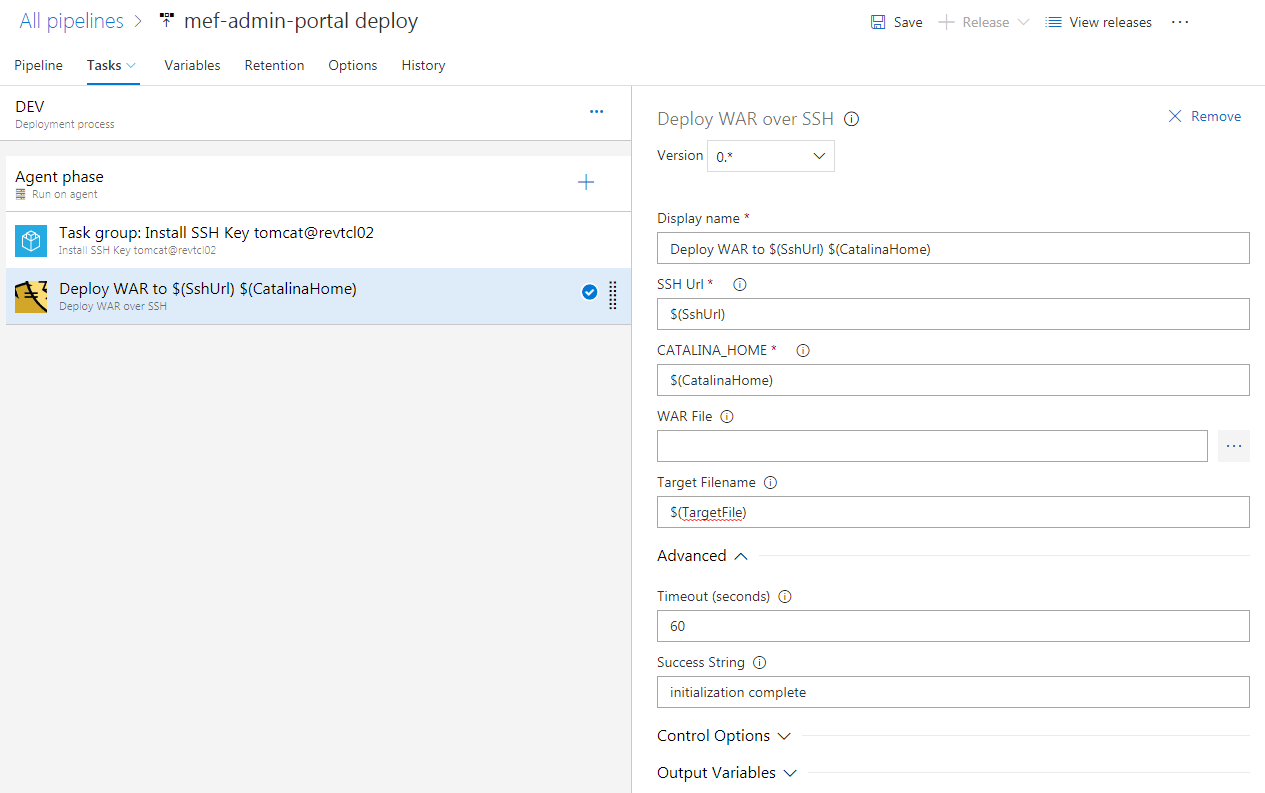 All pipelines > mef-admin-portal deploy
Save Release View releases ...
Pipeline Tasks Variables Retention Options History
DEV
Deployment process
...
Agent phase
Run on agent
Task group: Install SSH Key tomcat@revtcl02
Install SSH Key tomcat@revtcl02
Deploy WAR to $(SshUrl) $(CatalinaHome)
Deploy WAR over SSH
Deploy WAR over SSH
Remove
Version 0.*
Display name *
Deploy WAR to $(SshUrl) $(CatalinaHome)
SSH Url *
$(SshUrl)
CATALINA_HOME *
$(CatalinaHome)
WAR File
...
Target Filename
$(TargetFile)
Advanced
Timeout (seconds)
60
Success String
initialization complete
Control Options
Output Variables